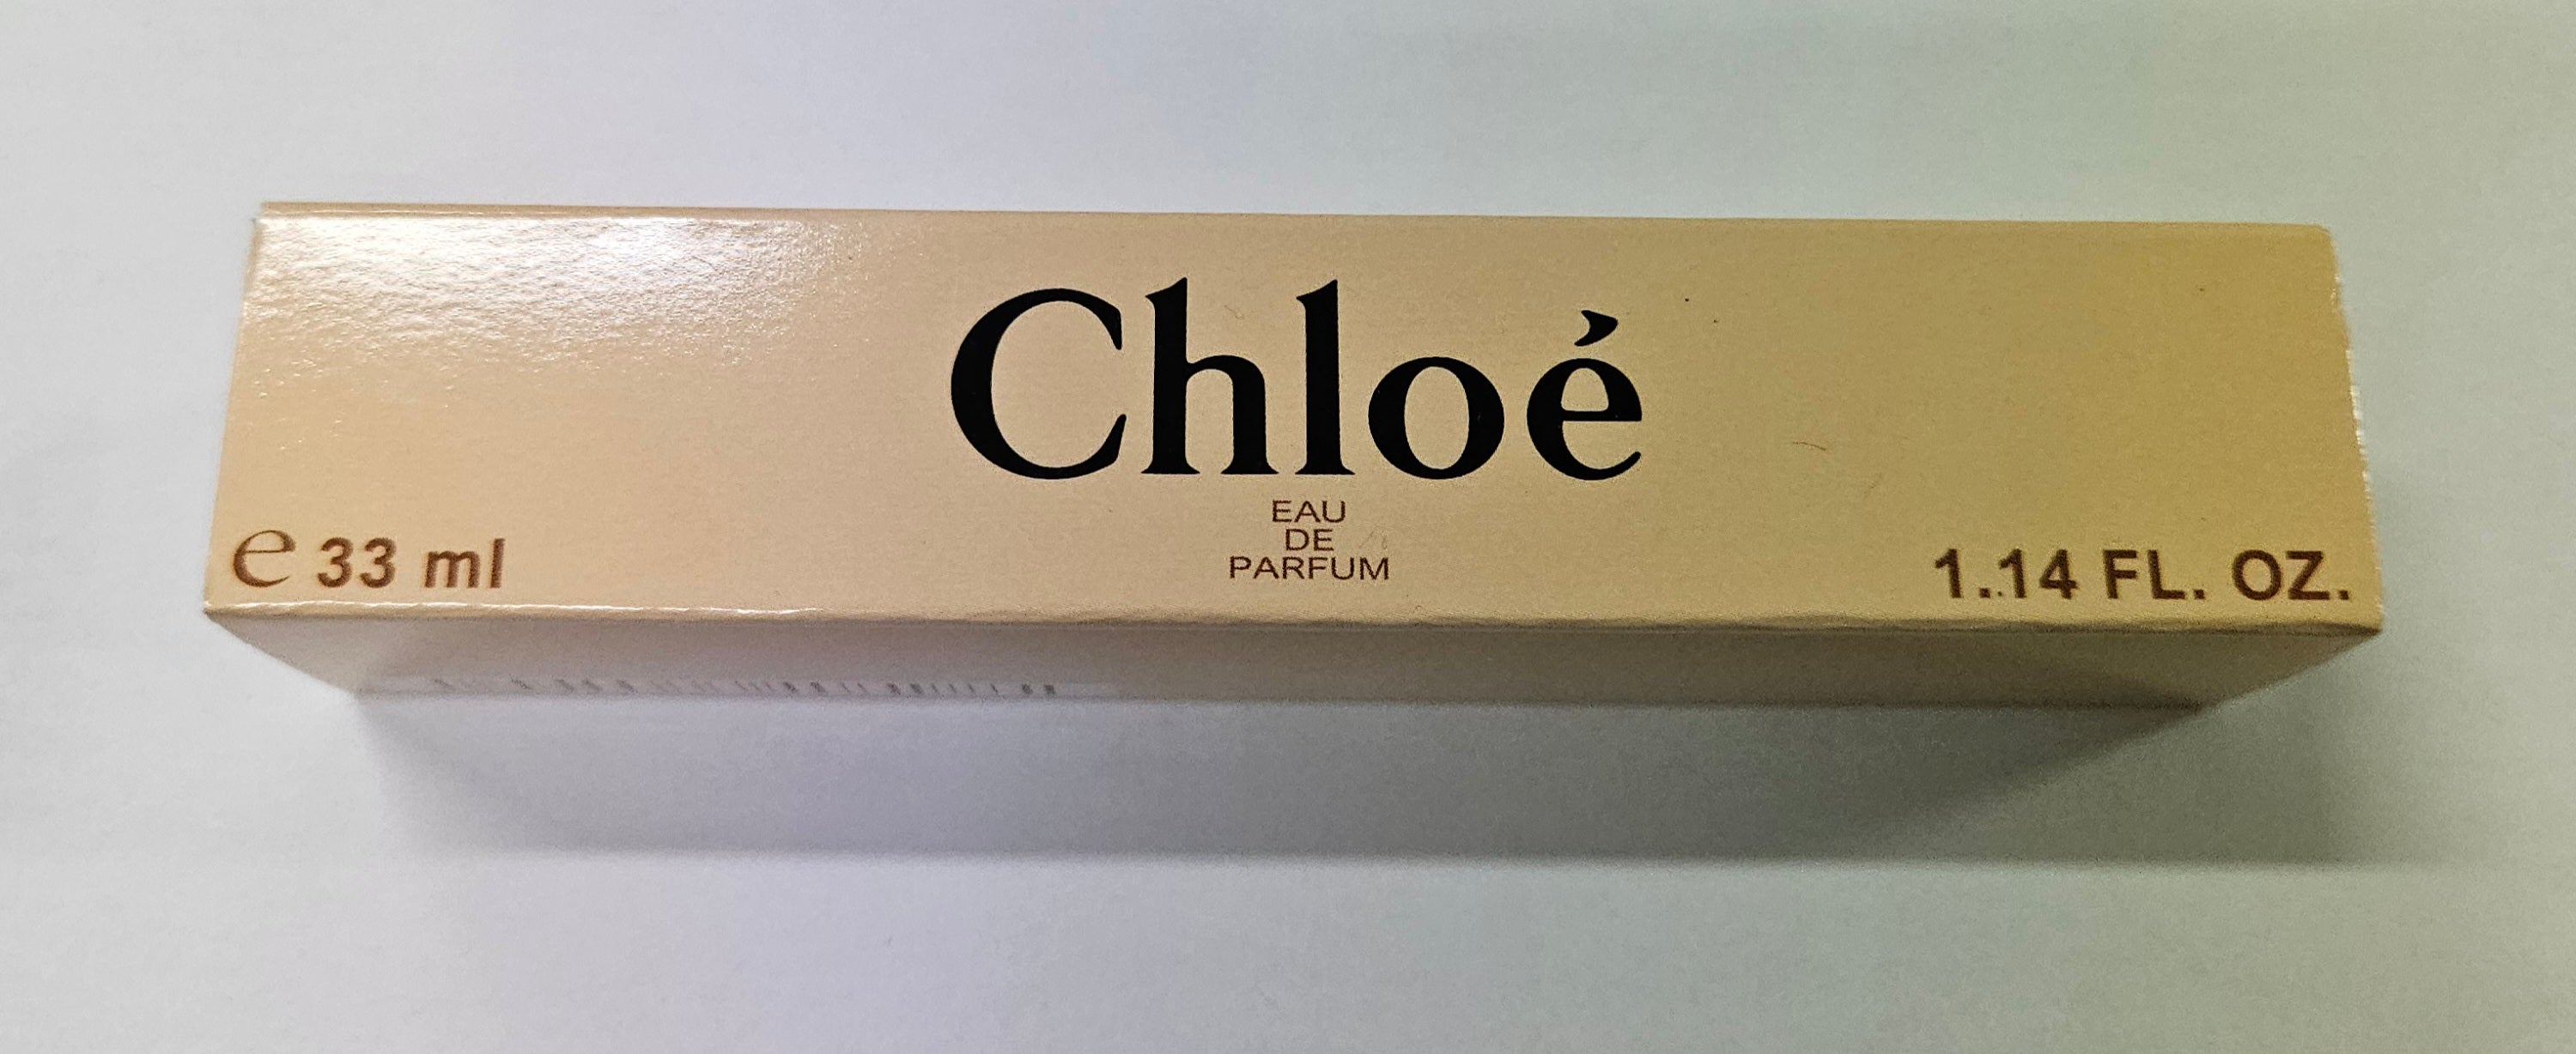 Chloé
EAU
DE
PARFUM
℮ 33 ml
1.14 FL. OZ.